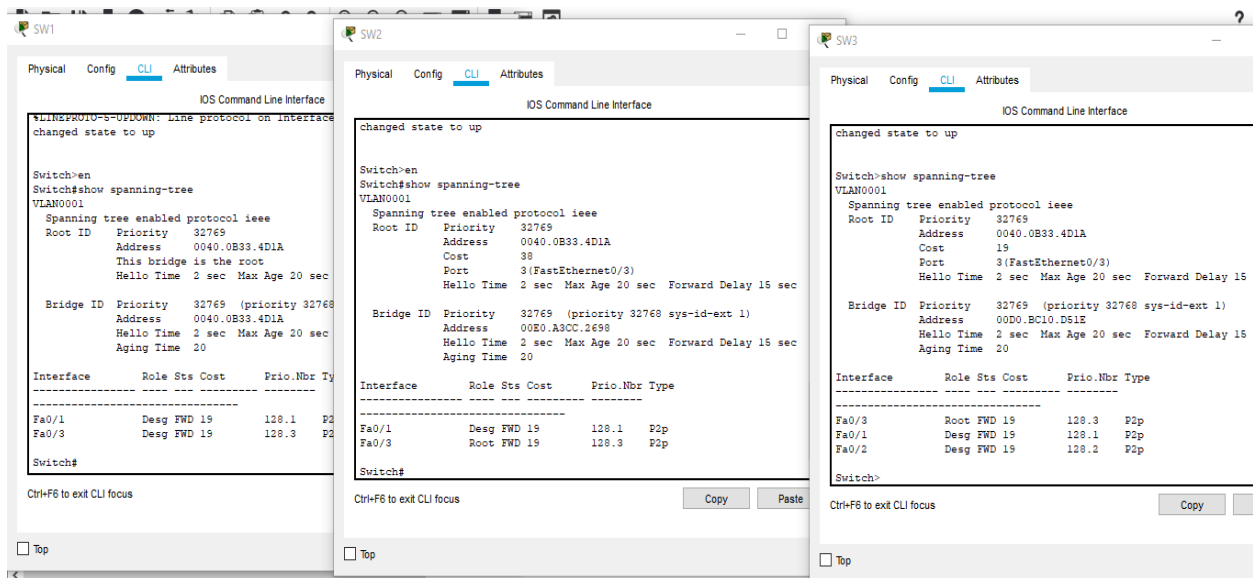 ?
SW1
Physical Config CLI Attributes
IOS Command Line Interface
%LINEPROTO-5-UPDOWN: Line protocol on Interface
changed state to up
Switch>en
Switch#show spanning-tree
VLAN0001
Spanning tree enabled protocol ieee
Root ID Priority 32769
Address 0040.0B33.4D1A
This bridge is the root
Hello Time 2 sec Max Age 20 sec
Bridge ID Priority 32769 (priority 32768
Address 0040.0B33.4D1A
Hello Time 2 sec Max Age 20 sec
Aging Time 20
Interface Role Sts Cost Prio.Nbr Ty
---------------- ---- --- --------- --------
--------------------------------
Fa0/1 Desg FWD 19 128.1 P2
Fa0/3 Desg FWD 19 128.3 P2
Switch#
Ctrl+F6 to exit CLI focus
Top
SW2
Physical Config CLI Attributes
IOS Command Line Interface
changed state to up
Switch>en
Switch#show spanning-tree
VLAN0001
Spanning tree enabled protocol ieee
Root ID Priority 32769
Address 0040.0B33.4D1A
Cost 38
Port 3(FastEthernet0/3)
Hello Time 2 sec Max Age 20 sec Forward Delay 15 sec
Bridge ID Priority 32769 (priority 32768 sys-id-ext 1)
Address 00E0.A3CC.2698
Hello Time 2 sec Max Age 20 sec Forward Delay 15 sec
Aging Time 20
Interface Role Sts Cost Prio.Nbr Type
---------------- ---- --- --------- --------
--------------------------------
Fa0/1 Desg FWD 19 128.1 P2p
Fa0/3 Root FWD 19 128.3 P2p
Switch#
Ctrl+F6 to exit CLI focus
Copy Paste
Top
SW3
Physical Config CLI Attributes
IOS Command Line Interface
changed state to up
Switch>show spanning-tree
VLAN0001
Spanning tree enabled protocol ieee
Root ID Priority 32769
Address 0040.0B33.4D1A
Cost 19
Port 3(FastEthernet0/3)
Hello Time 2 sec Max Age 20 sec Forward Delay 15
Bridge ID Priority 32769 (priority 32768 sys-id-ext 1)
Address 00D0.BC10.D51E
Hello Time 2 sec Max Age 20 sec Forward Delay 15
Aging Time 20
Interface Role Sts Cost Prio.Nbr Type
---------------- ---- --- --------- --------
--------------------------------
Fa0/3 Root FWD 19 128.3 P2p
Fa0/1 Desg FWD 19 128.1 P2p
Fa0/2 Desg FWD 19 128.2 P2p
Switch>
Ctrl+F6 to exit CLI focus
Copy
Top